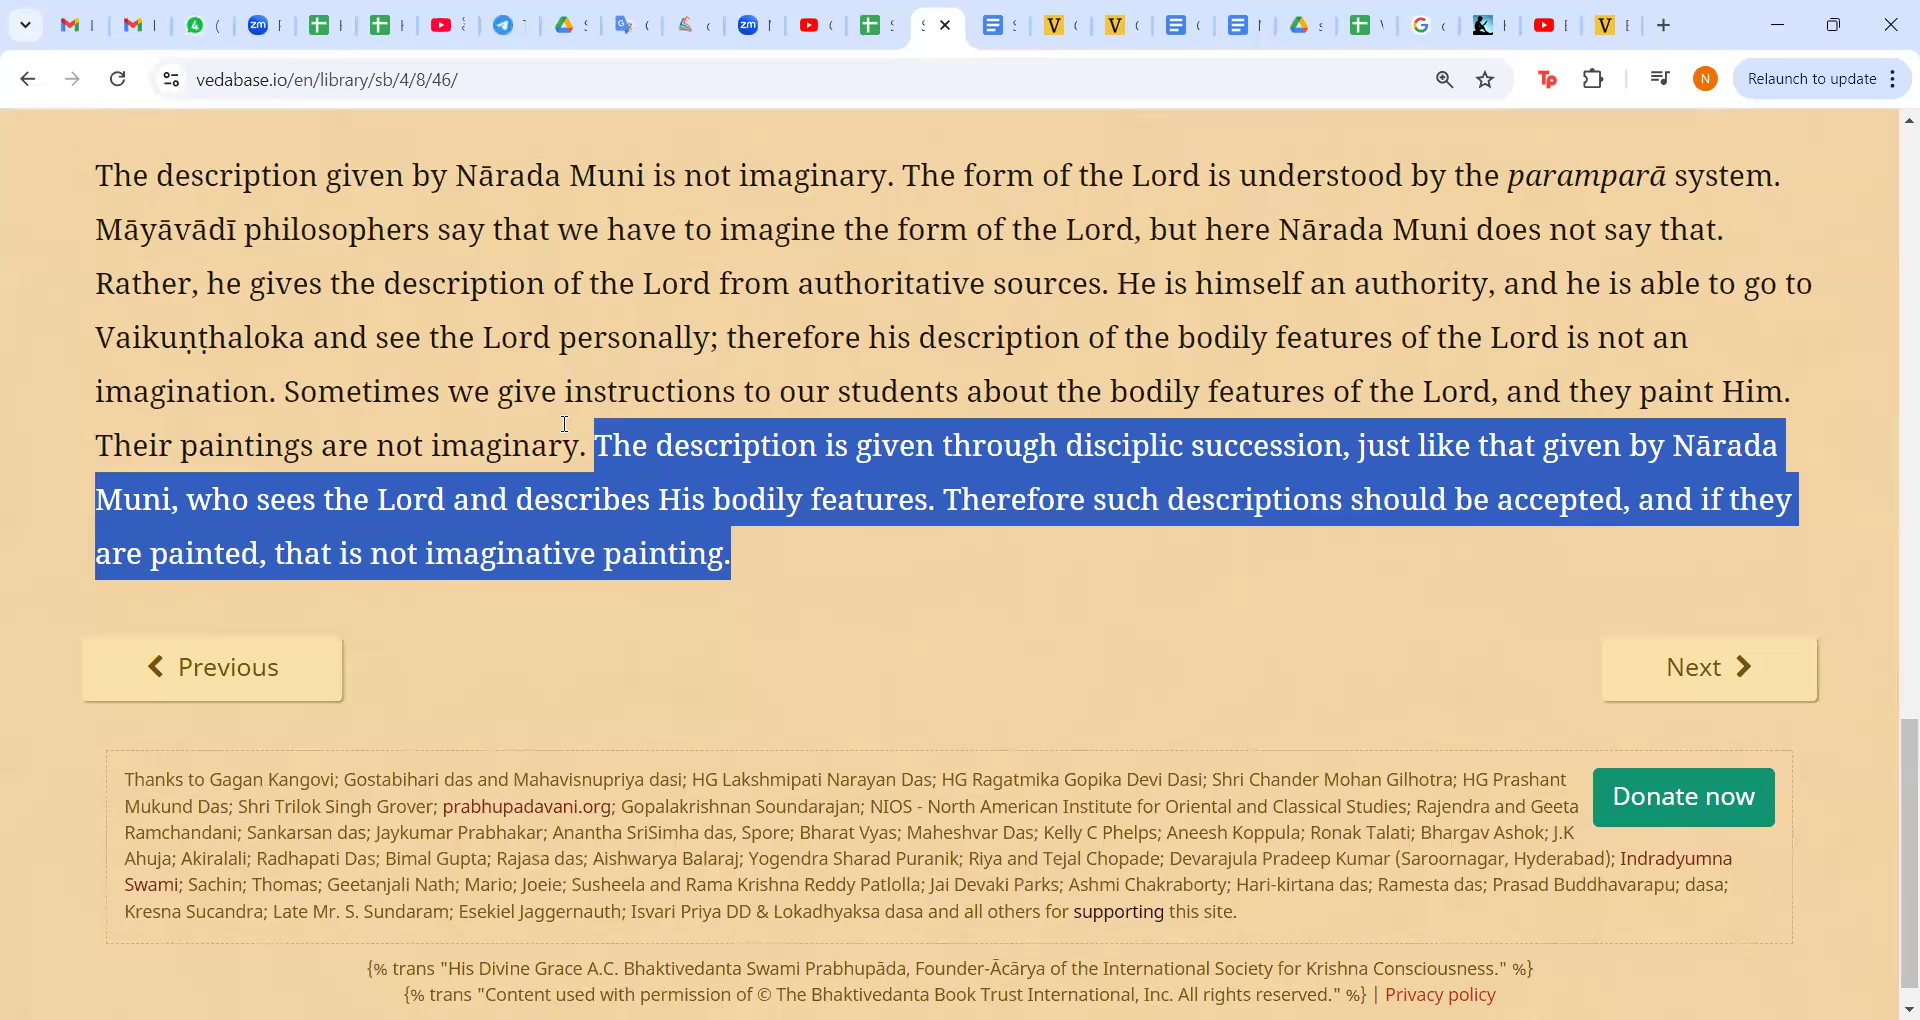 vedabase.io/en/library/sb/4/8/46/
N
Relaunch to update
The description given by Nārada Muni is not imaginary. The form of the Lord is understood by the paramparā system.
Māyāvādī philosophers say that we have to imagine the form of the Lord, but here Nārada Muni does not say that.
Rather, he gives the description of the Lord from authoritative sources. He is himself an authority, and he is able to go to
Vaikuṇṭhaloka and see the Lord personally; therefore his description of the bodily features of the Lord is not an
imagination. Sometimes we give instructions to our students about the bodily features of the Lord, and they paint Him.
Their paintings are not imaginary. The description is given through disciplic succession, just like that given by Nārada
Muni, who sees the Lord and describes His bodily features. Therefore such descriptions should be accepted, and if they
are painted, that is not imaginative painting.
Previous
Next
Thanks to Gagan Kangovi; Gostabihari das and Mahavisnupriya dasi; HG Lakshmipati Narayan Das; HG Ragatmika Gopika Devi Dasi; Shri Chander Mohan Gilhotra; HG Prashant
Mukund Das; Shri Trilok Singh Grover; prabhupadavani.org; Gopalakrishnan Soundarajan; NIOS - North American Institute for Oriental and Classical Studies; Rajendra and Geeta
Ramchandani; Sankarsan das; Jaykumar Prabhakar; Anantha SriSimha das, Spore; Bharat Vyas; Maheshvar Das; Kelly C Phelps; Aneesh Koppula; Ronak Talati; Bhargav Ashok; J.K
Ahuja; Akiralali; Radhapati Das; Bimal Gupta; Rajasa das; Aishwarya Balaraj; Yogendra Sharad Puranik; Riya and Tejal Chopade; Devarajula Pradeep Kumar (Saroornagar, Hyderabad); Indradyumna
Swami; Sachin; Thomas; Geetanjali Nath; Mario; Joeie; Susheela and Rama Krishna Reddy Patlolla; Jai Devaki Parks; Ashmi Chakraborty; Hari-kirtana das; Ramesta das; Prasad Buddhavarapu; dasa;
Kresna Sucandra; Late Mr. S. Sundaram; Esekiel Jaggernauth; Isvari Priya DD & Lokadhyaksa dasa and all others for supporting this site.
Donate now
{% trans "His Divine Grace A.C. Bhaktivedanta Swami Prabhupāda, Founder-Ācārya of the International Society for Krishna Consciousness." %}
{% trans "Content used with permission of © The Bhaktivedanta Book Trust International, Inc. All rights reserved." %} | Privacy policy